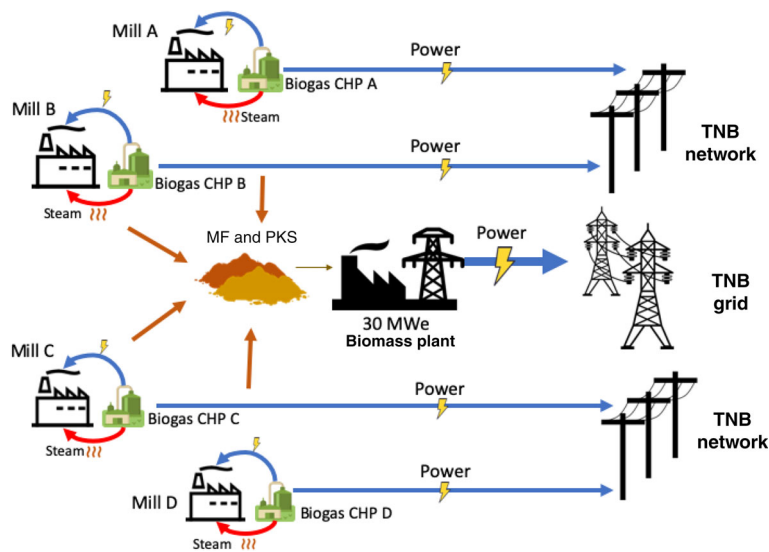 Mill A
Power
Biogas CHP A
Steam
Mill B
Power
TNB
network
Biogas CHP B
Steam
MF and PKS
Power
TNB
grid
30 MWe
Biomass plant
Mill C
Power
Biogas CHP C
TNB
network
Steam
Mill D
Power
Biogas CHP D
Steam